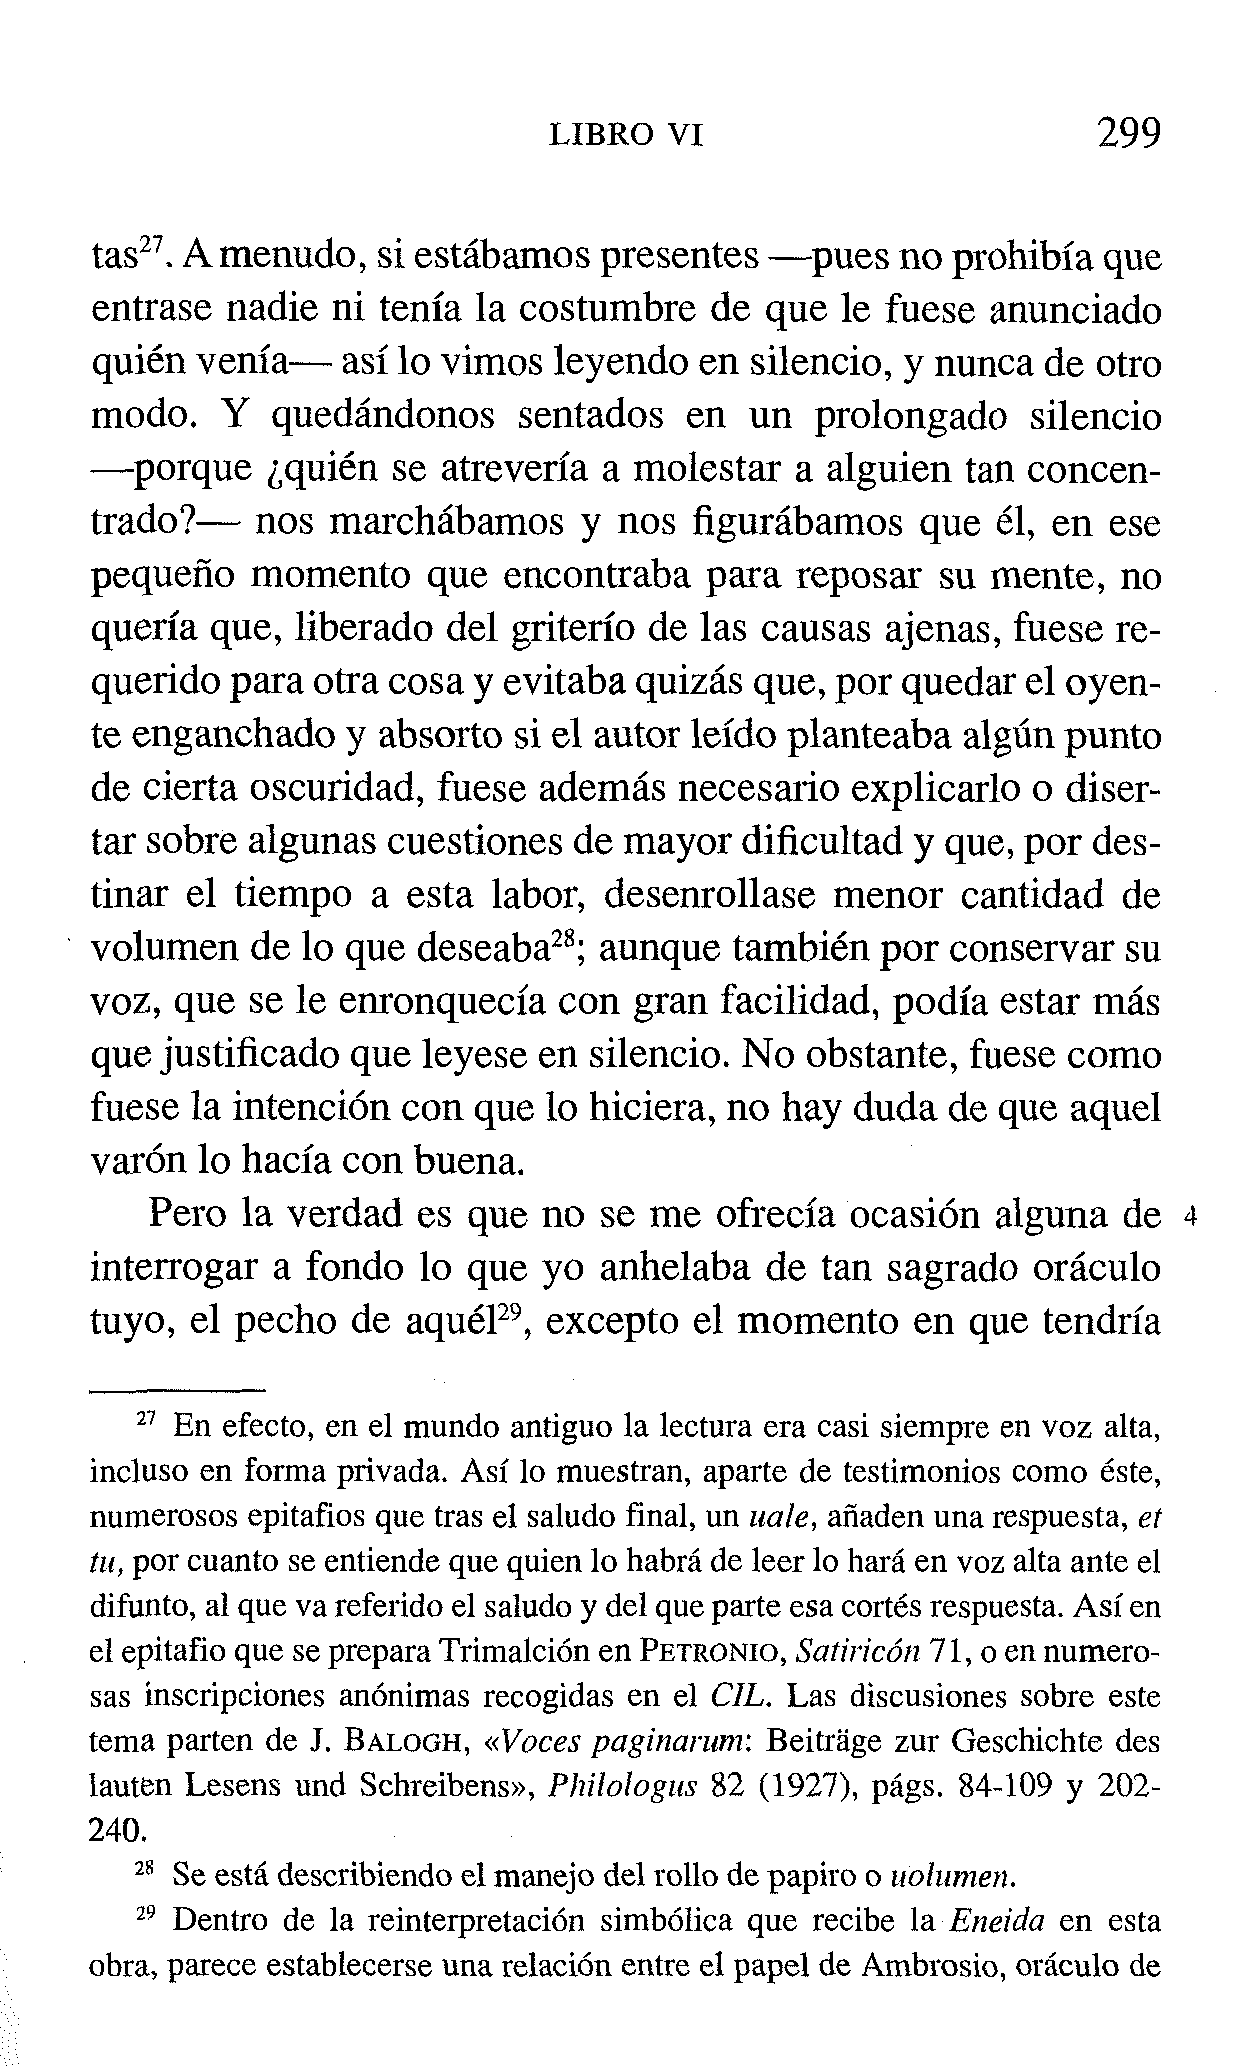 LIBRO VI 299
tas²⁷. A menudo, si estábamos presentes —pues no prohibía que
entrase nadie ni tenía la costumbre de que le fuese anunciado
quién venía— así lo vimos leyendo en silencio, y nunca de otro
modo. Y quedándonos sentados en un prolongado silencio
—porque ¿quién se atrevería a molestar a alguien tan concen-
trado?— nos marchábamos y nos figurábamos que él, en ese
pequeño momento que encontraba para reposar su mente, no
quería que, liberado del griterío de las causas ajenas, fuese re-
querido para otra cosa y evitaba quizás que, por quedar el oyen-
te enganchado y absorto si el autor leído planteaba algún punto
de cierta oscuridad, fuese además necesario explicarlo o diser-
tar sobre algunas cuestiones de mayor dificultad y que, por des-
tinar el tiempo a esta labor, desenrollase menor cantidad de
volumen de lo que deseaba²⁸; aunque también por conservar su
voz, que se le enronquecía con gran facilidad, podía estar más
que justificado que leyese en silencio. No obstante, fuese como
fuese la intención con que lo hiciera, no hay duda de que aquel
varón lo hacía con buena.
Pero la verdad es que no se me ofrecía ocasión alguna de 4
interrogar a fondo lo que yo anhelaba de tan sagrado oráculo
tuyo, el pecho de aquél²⁹, excepto el momento en que tendría
²⁷ En efecto, en el mundo antiguo la lectura era casi siempre en voz alta,
incluso en forma privada. Así lo muestran, aparte de testimonios como éste,
numerosos epitafios que tras el saludo final, un uale, añaden una respuesta, et
tu, por cuanto se entiende que quien lo habrá de leer lo hará en voz alta ante el
difunto, al que va referido el saludo y del que parte esa cortés respuesta. Así en
el epitafio que se prepara Trimalción en PETRONIO, Satiricón 71, o en numero-
sas inscripciones anónimas recogidas en el CIL. Las discusiones sobre este
tema parten de J. BALOGH, «Voces paginarum: Beiträge zur Geschichte des
lauten Lesens und Schreibens», Philologus 82 (1927), págs. 84-109 y 202-
240.
²⁸ Se está describiendo el manejo del rollo de papiro o uolumen.
²⁹ Dentro de la reinterpretación simbólica que recibe la Eneida en esta
obra, parece establecerse una relación entre el papel de Ambrosio, oráculo de